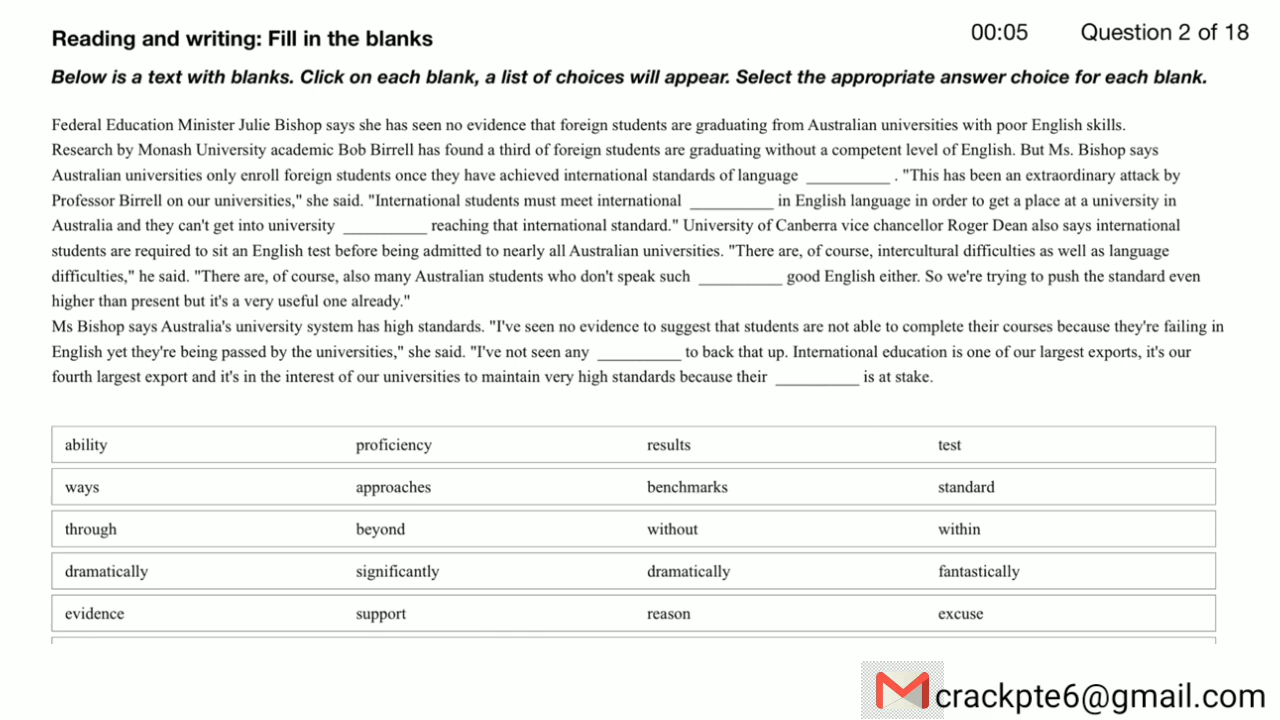 Reading and writing: Fill in the blanks
00:05 Question 2 of 18
Below is a text with blanks. Click on each blank, a list of choices will appear. Select the appropriate answer choice for each blank.
Federal Education Minister Julie Bishop says she has seen no evidence that foreign students are graduating from Australian universities with poor English skills.
Research by Monash University academic Bob Birrell has found a third of foreign students are graduating without a competent level of English. But Ms. Bishop says
Australian universities only enroll foreign students once they have achieved international standards of language __________ . "This has been an extraordinary attack by
Professor Birrell on our universities," she said. "International students must meet international __________ in English language in order to get a place at a university in
Australia and they can't get into university __________ reaching that international standard." University of Canberra vice chancellor Roger Dean also says international
students are required to sit an English test before being admitted to nearly all Australian universities. "There are, of course, intercultural difficulties as well as language
difficulties," he said. "There are, of course, also many Australian students who don't speak such __________ good English either. So we're trying to push the standard even
higher than present but it's a very useful one already."
Ms Bishop says Australia's university system has high standards. "I've seen no evidence to suggest that students are not able to complete their courses because they're failing in
English yet they're being passed by the universities," she said. "I've not seen any __________ to back that up. International education is one of our largest exports, it's our
fourth largest export and it's in the interest of our universities to maintain very high standards because their __________ is at stake.
ability proficiency results test
ways approaches benchmarks standard
through beyond without within
dramatically significantly dramatically fantastically
evidence support reason excuse
crackpte6@gmail.com